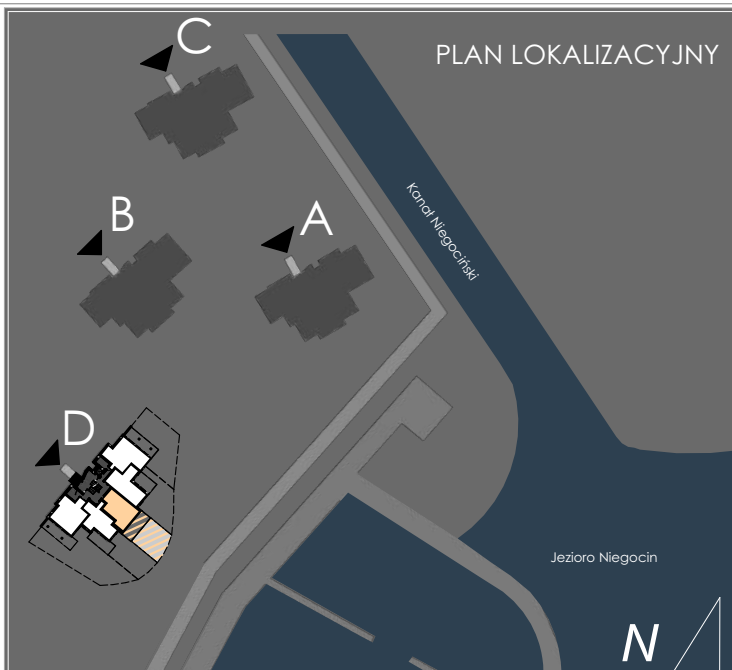 C
PLAN LOKALIZACYJNY
Kanał Niegociński
B
A
D
Jezioro Niegocin
N